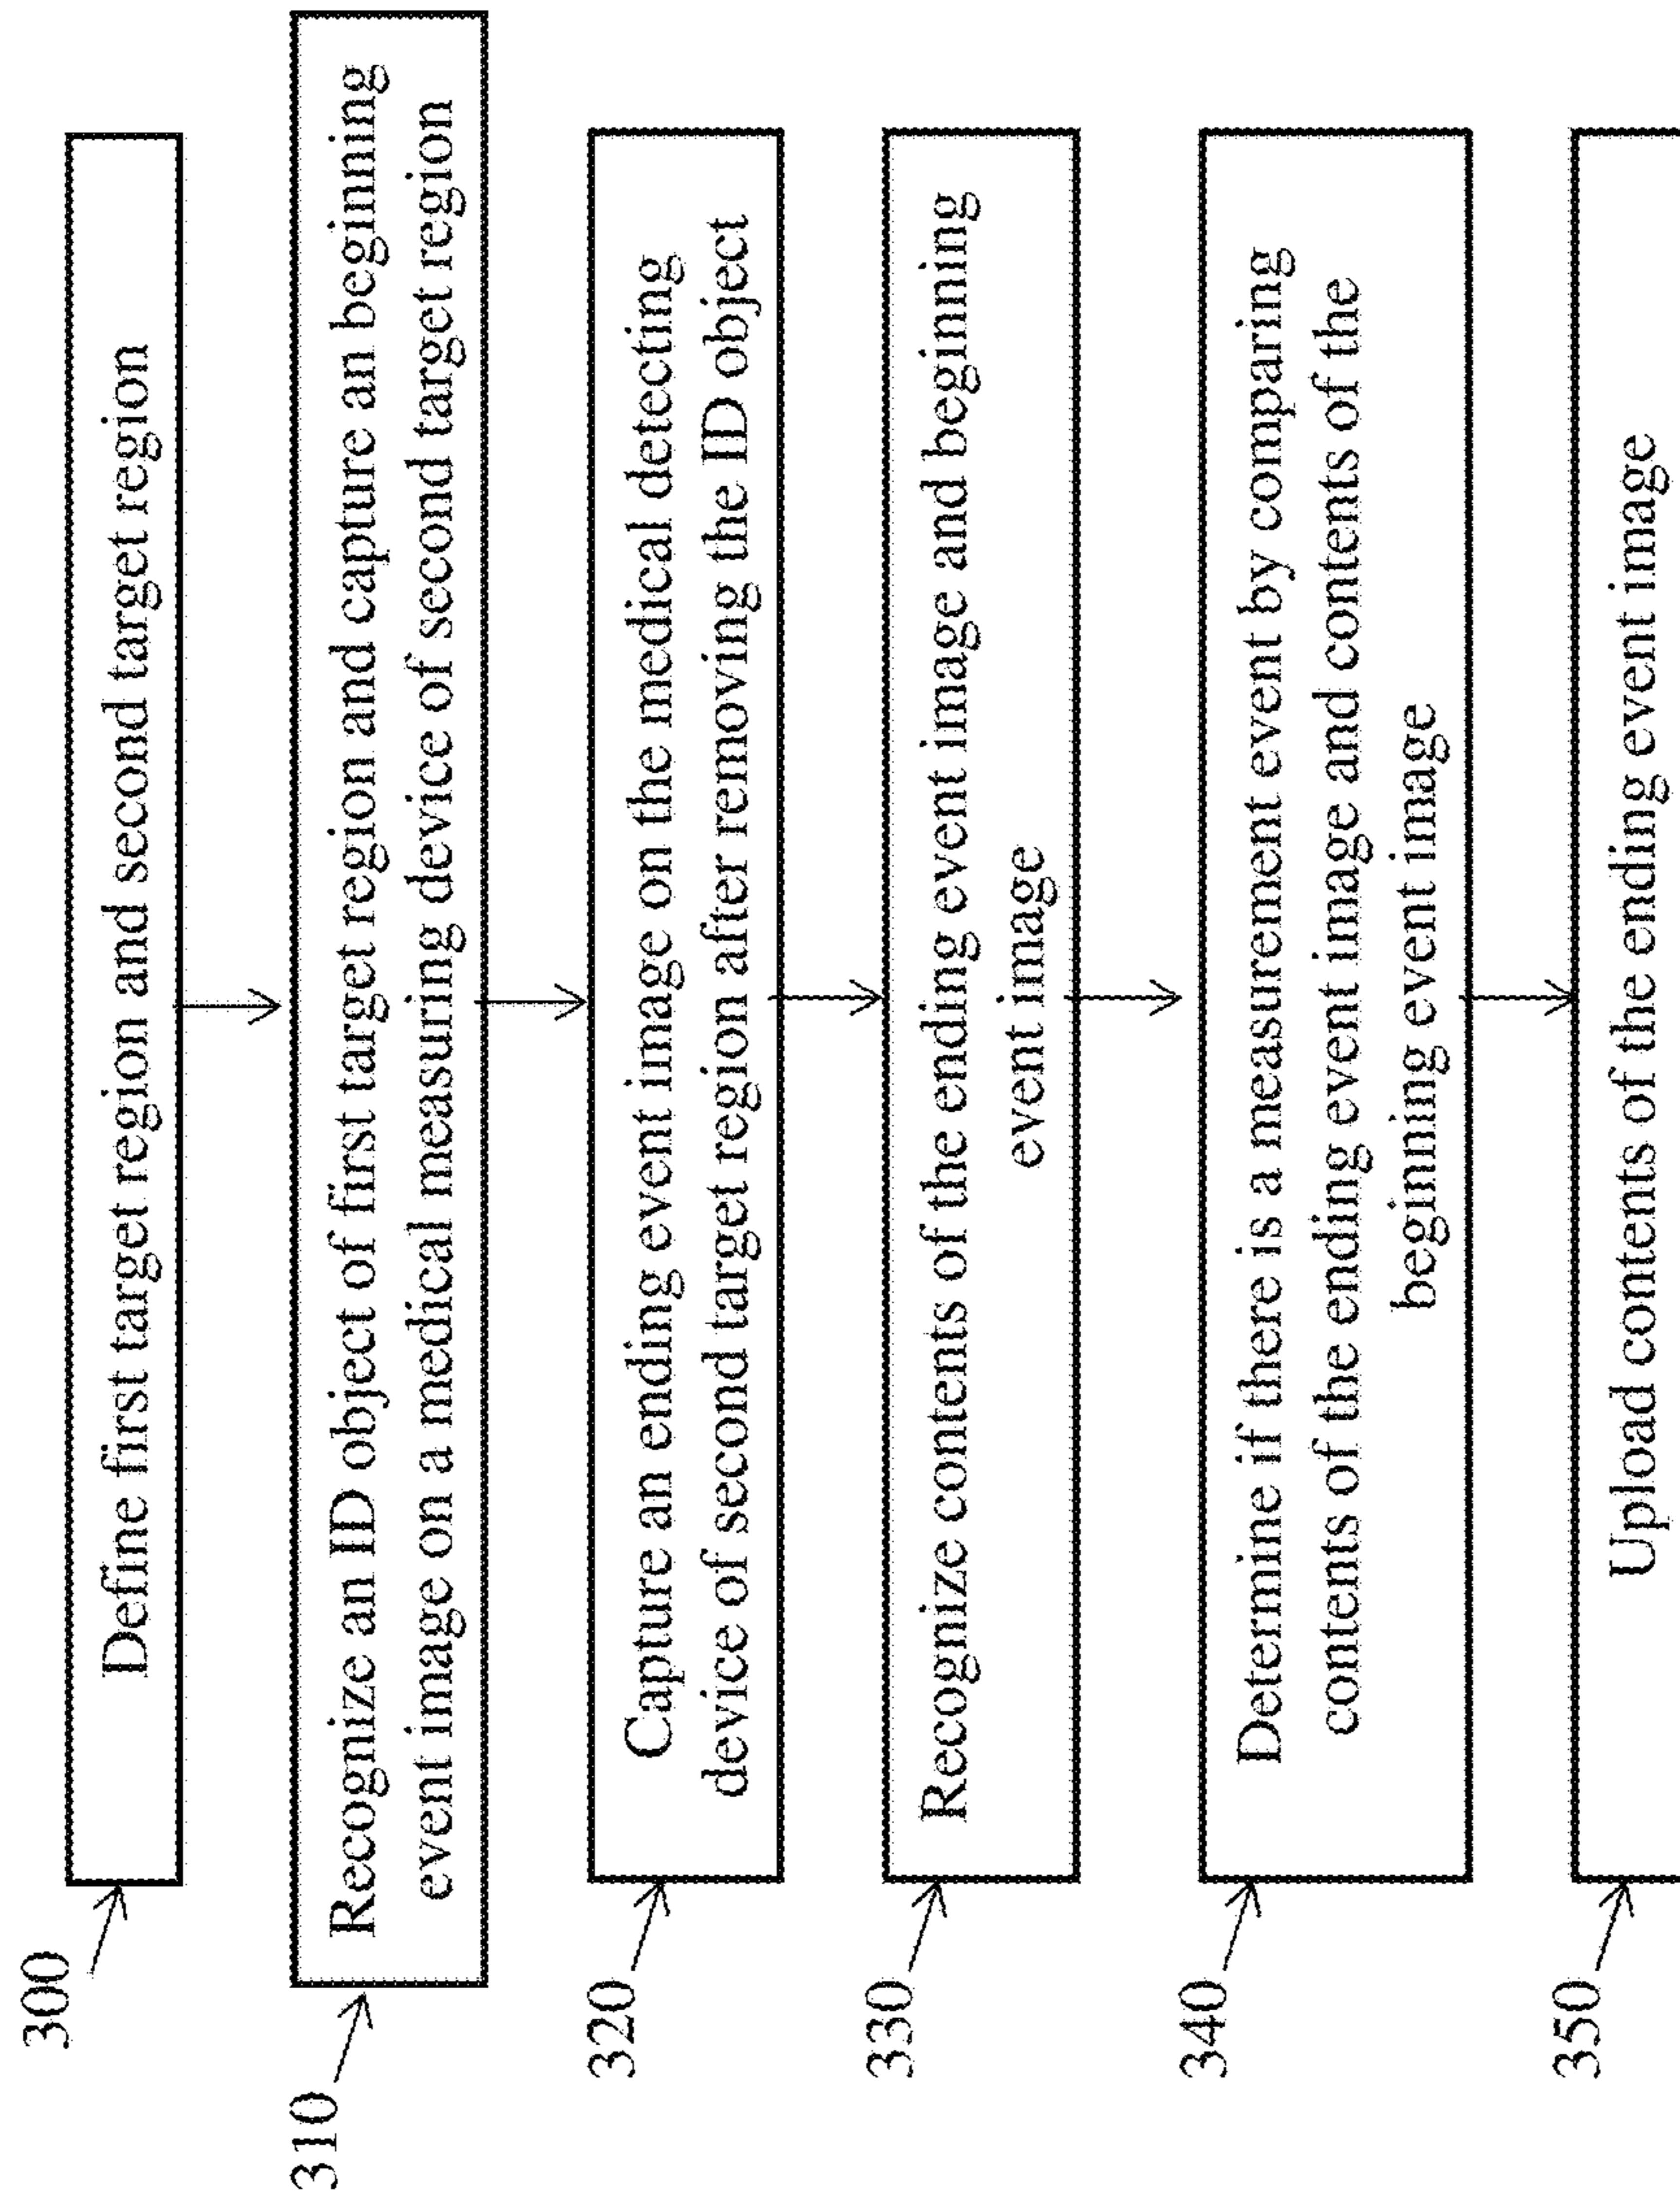 300
Define first target region and second target region
310
Recognize an ID object of first target region and capture an beginning
event image on a medical measuring device of second target region
320
Capture an ending event image on the medical detecting
device of second target region after removing the ID object
330
Recognize contents of the ending event image and beginning
event image
340
Determine if there is a measurement event by comparing
contents of the ending event image and contents of the
beginning event image
350
Upload contents of the ending event image